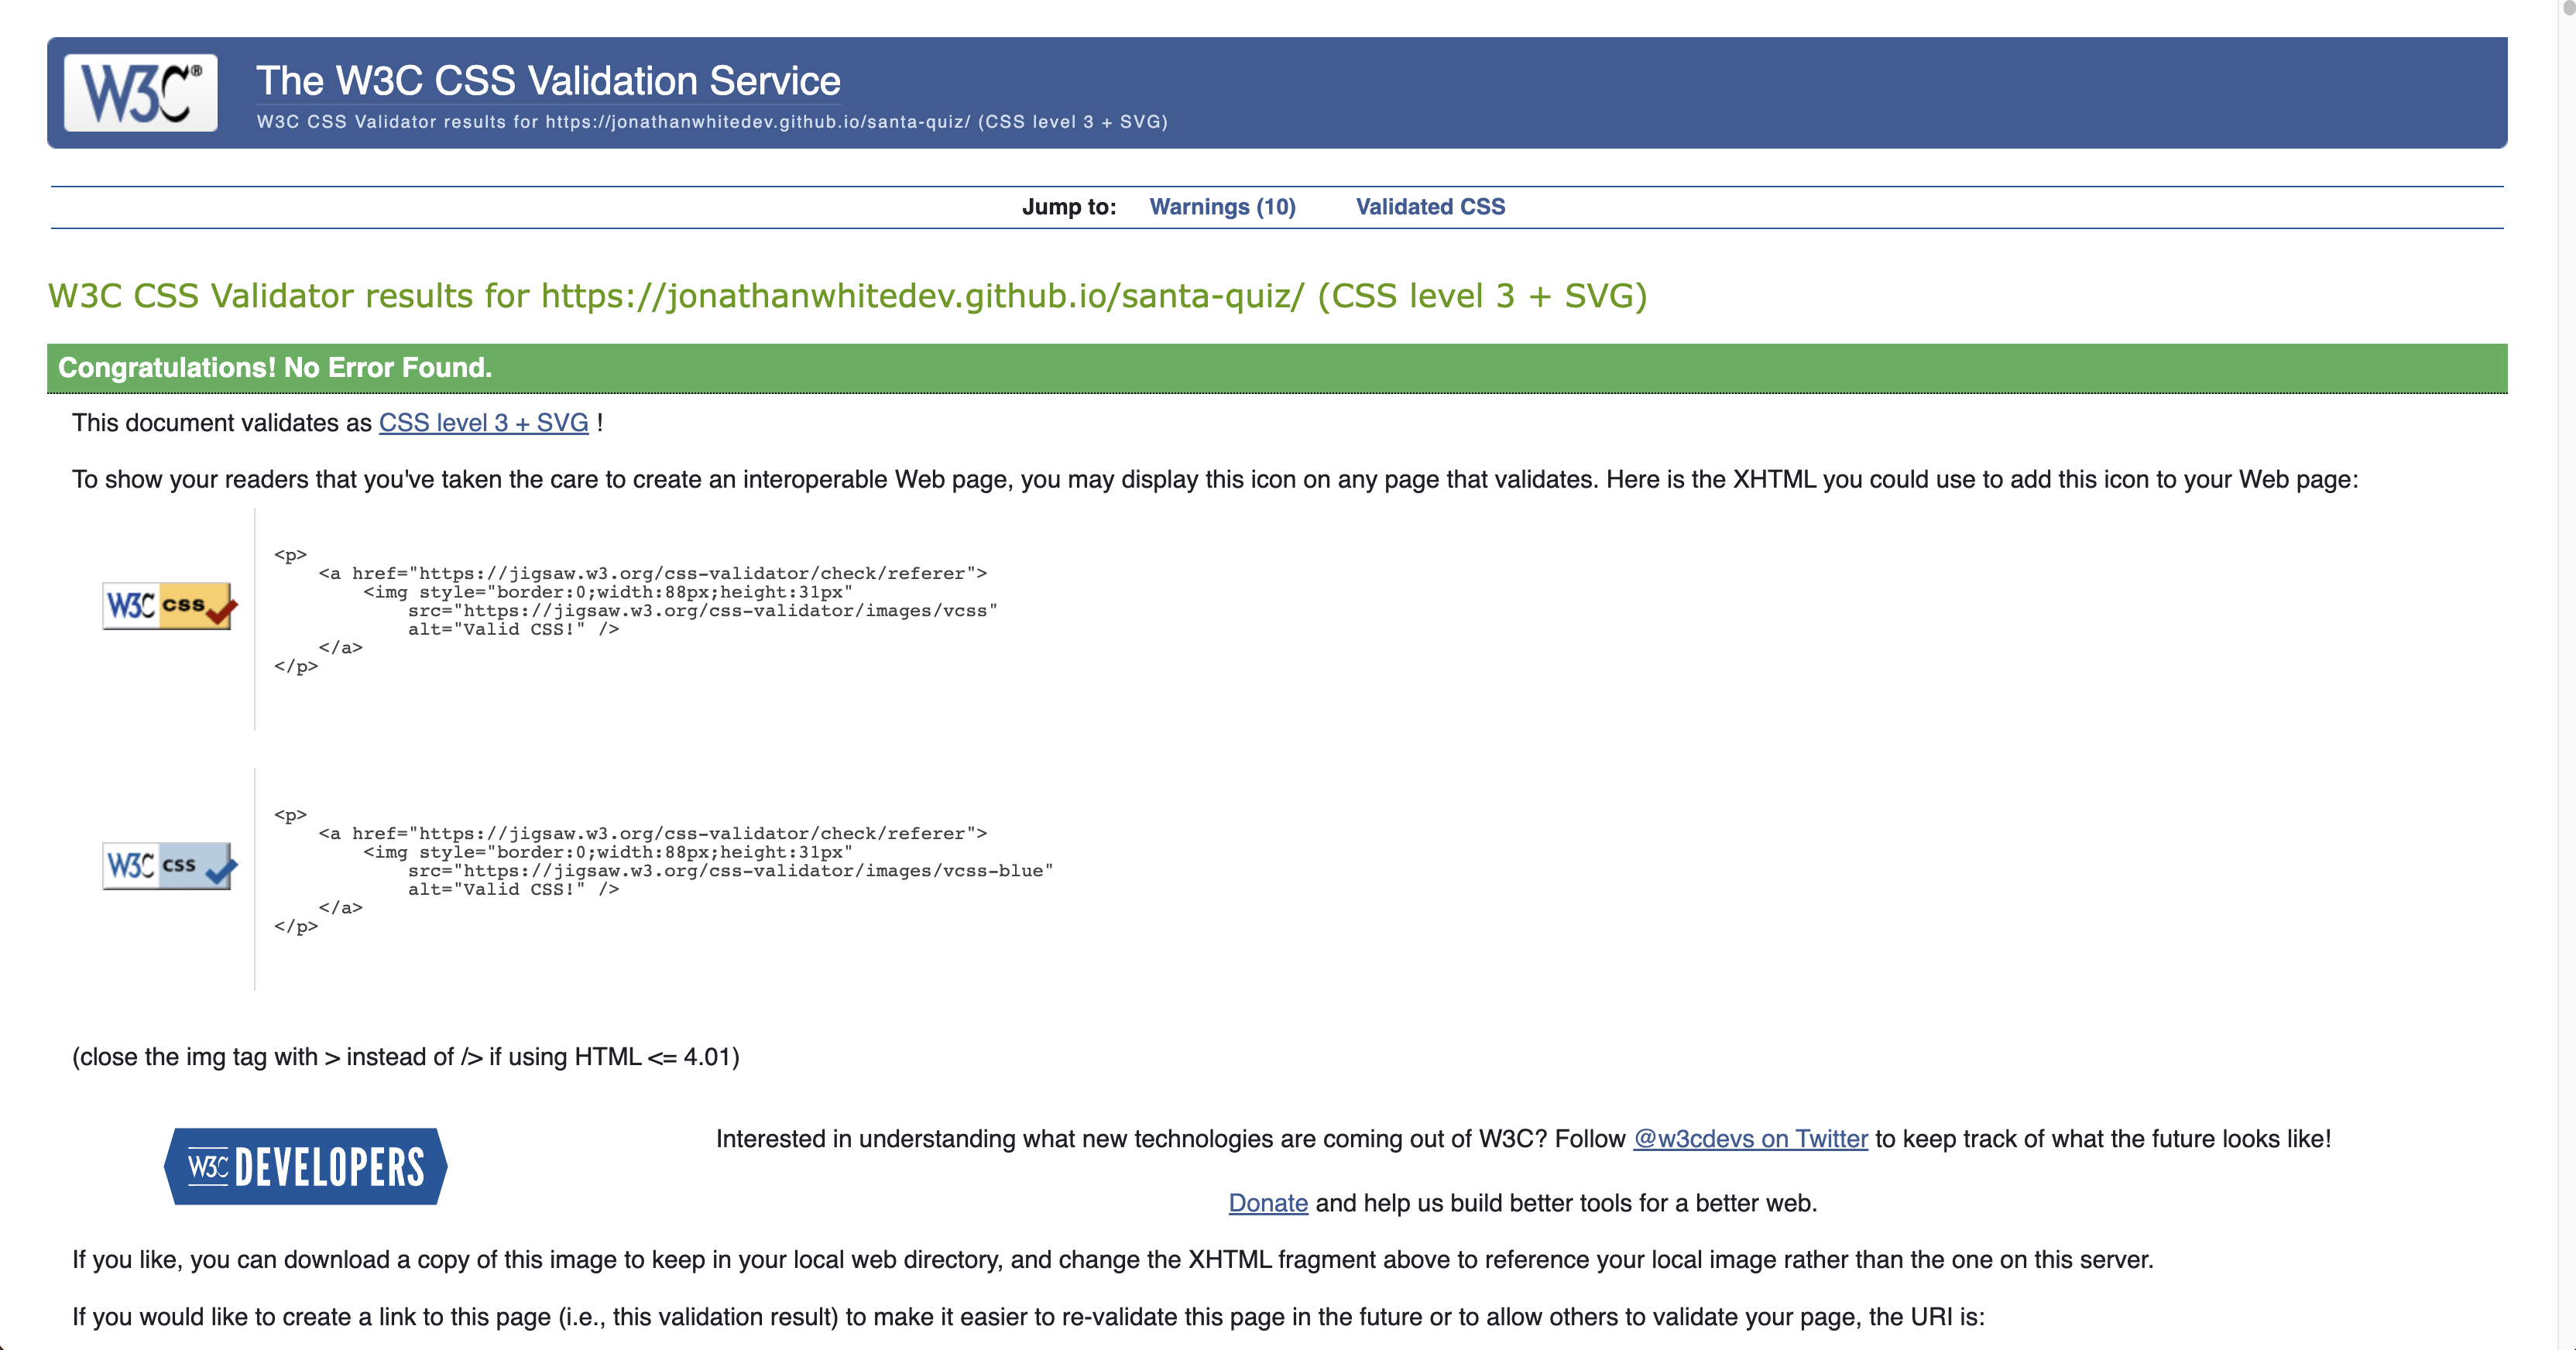 W3C®
The W3C CSS Validation Service
W3C CSS Validator results for https://jonathanwhitedev.github.io/santa-quiz/ (CSS level 3 + SVG)
Jump to: Warnings (10) Validated CSS
W3C CSS Validator results for https://jonathanwhitedev.github.io/santa-quiz/ (CSS level 3 + SVG)
Congratulations! No Error Found.
This document validates as CSS level 3 + SVG !
To show your readers that you've taken the care to create an interoperable Web page, you may display this icon on any page that validates. Here is the XHTML you could use to add this icon to your Web page:
W3C css
<p>
<a href="https://jigsaw.w3.org/css-validator/check/referer">
<img style="border:0;width:88px;height:31px"
src="https://jigsaw.w3.org/css-validator/images/vcss"
alt="Valid CSS!" />
</a>
</p>
W3C css
<p>
<a href="https://jigsaw.w3.org/css-validator/check/referer">
<img style="border:0;width:88px;height:31px"
src="https://jigsaw.w3.org/css-validator/images/vcss-blue"
alt="Valid CSS!" />
</a>
</p>
(close the img tag with > instead of /> if using HTML <= 4.01)
W3C DEVELOPERS
Interested in understanding what new technologies are coming out of W3C? Follow @w3cdevs on Twitter to keep track of what the future looks like!
Donate and help us build better tools for a better web.
If you like, you can download a copy of this image to keep in your local web directory, and change the XHTML fragment above to reference your local image rather than the one on this server.
If you would like to create a link to this page (i.e., this validation result) to make it easier to re-validate this page in the future or to allow others to validate your page, the URI is: